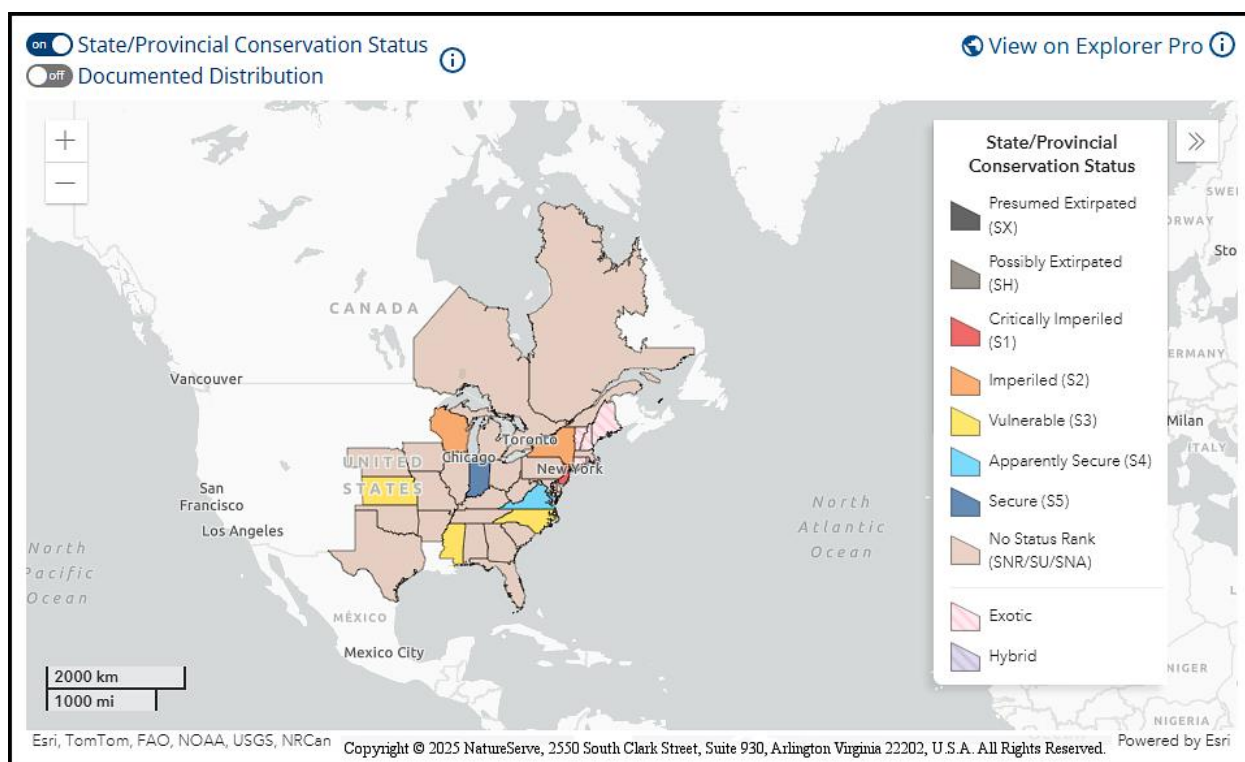 on State/Provincial Conservation Status
off Documented Distribution
View on Explorer Pro
State/Provincial
Conservation Status
Presumed Extirpated
(SX)
Possibly Extirpated
(SH)
Critically Imperiled
(S1)
Imperiled (S2)
Vulnerable (S3)
Apparently Secure (S4)
Secure (S5)
No Status Rank
(SNR/SU/SNA)
Exotic
Hybrid
CANADA
Vancouver
Toronto
Chicago
New York
UNITED
STATES
San
Francisco
Los Angeles
North
Pacific
Ocean
North
Atlantic
Ocean
MÉXICO
Mexico City
SWE
ORWAY
Sto
ERMANY
Milan
ITALY
NIGER
NIGERIA
2000 km
1000 mi
Esri, TomTom, FAO, NOAA, USGS, NRCan
Copyright © 2025 NatureServe, 2550 South Clark Street, Suite 930, Arlington Virginia 22202, U.S.A. All Rights Reserved.
Powered by Esri